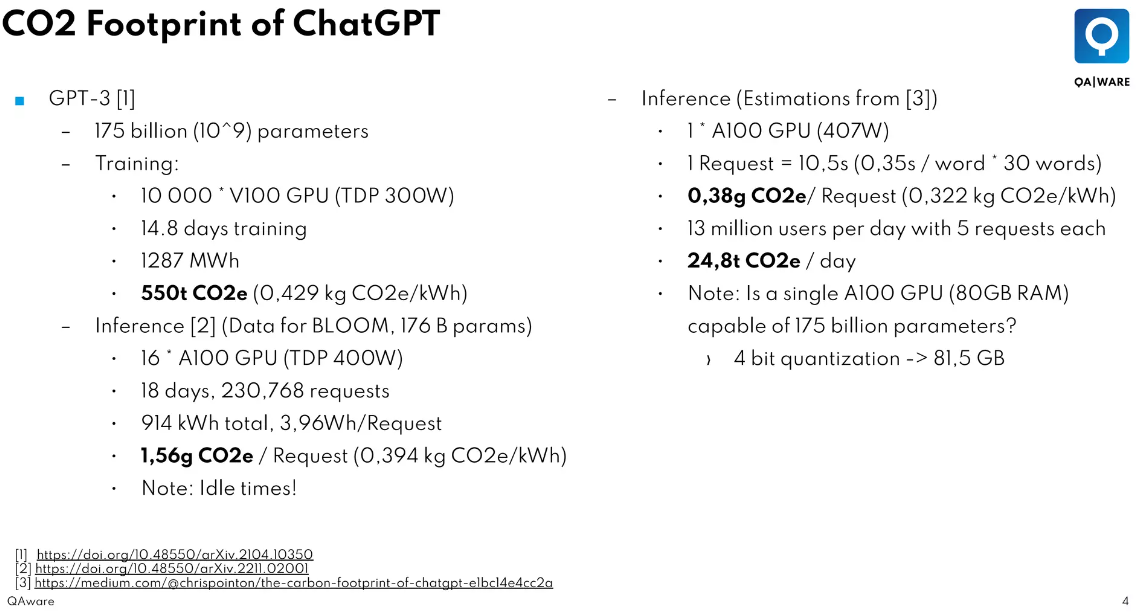 CO2 Footprint of ChatGPT
QA|WARE
■ GPT-3 [1]
– 175 billion (10^9) parameters
– Training:
· 10 000 * V100 GPU (TDP 300W)
· 14.8 days training
· 1287 MWh
· 550t CO2e (0,429 kg CO2e/kWh)
– Inference [2] (Data for BLOOM, 176 B params)
· 16 * A100 GPU (TDP 400W)
· 18 days, 230,768 requests
· 914 kWh total, 3,96Wh/Request
· 1,56g CO2e / Request (0,394 kg CO2e/kWh)
· Note: Idle times!
– Inference (Estimations from [3])
· 1 * A100 GPU (407W)
· 1 Request = 10,5s (0,35s / word * 30 words)
· 0,38g CO2e/ Request (0,322 kg CO2e/kWh)
· 13 million users per day with 5 requests each
· 24,8t CO2e / day
· Note: Is a single A100 GPU (80GB RAM)
capable of 175 billion parameters?
› 4 bit quantization -> 81,5 GB
[1] https://doi.org/10.48550/arXiv.2104.10350
[2] https://doi.org/10.48550/arXiv.2211.02001
[3] https://medium.com/@chrispointon/the-carbon-footprint-of-chatgpt-e1bc14e4cc2a
QAware
4